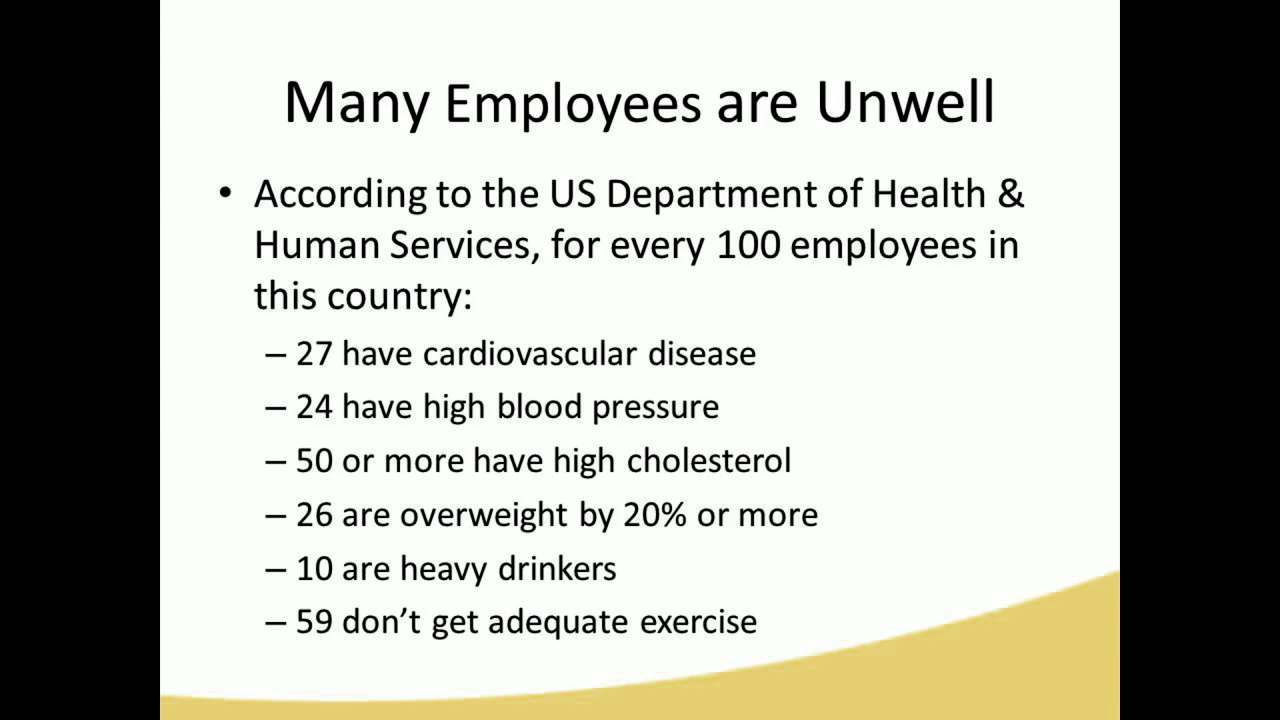 Many Employees are Unwell
• According to the US Department of Health &
Human Services, for every 100 employees in
this country:
– 27 have cardiovascular disease
– 24 have high blood pressure
– 50 or more have high cholesterol
– 26 are overweight by 20% or more
– 10 are heavy drinkers
– 59 don’t get adequate exercise